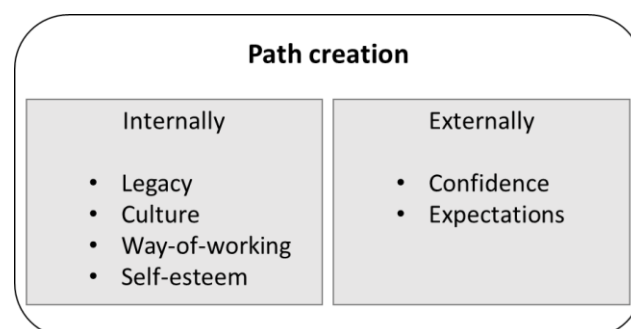 Path creation
Internally
• Legacy
• Culture
• Way-of-working
• Self-esteem
Externally
• Confidence
• Expectations